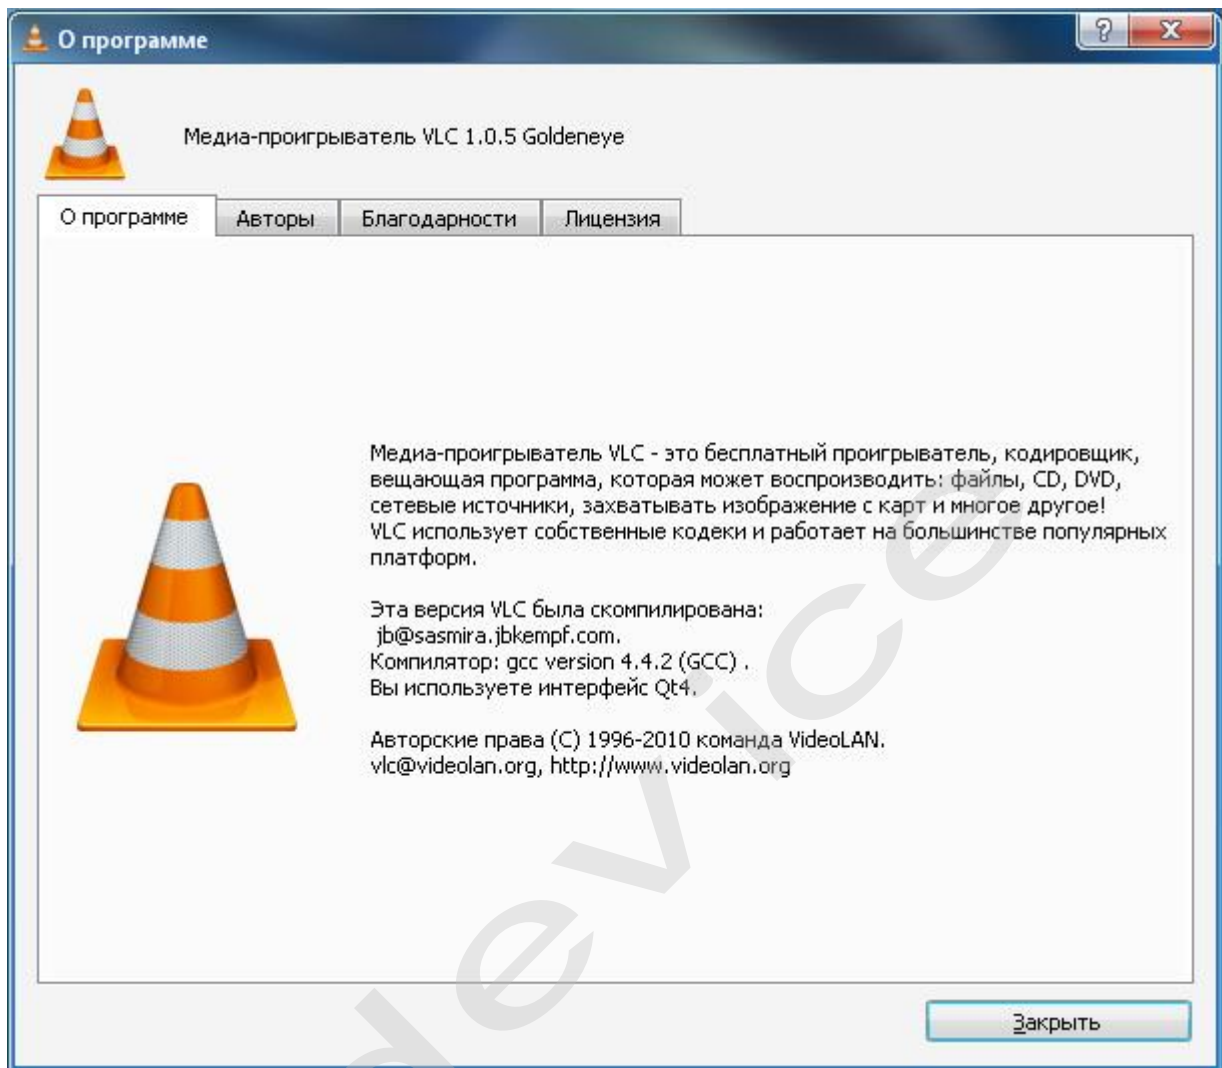 О программе
Медиа-проигрыватель VLC 1.0.5 Goldeneye
О программе Авторы Благодарности Лицензия
Медиа-проигрыватель VLC - это бесплатный проигрыватель, кодировщик,
вещающая программа, которая может воспроизводить: файлы, CD, DVD,
сетевые источники, захватывать изображение с карт и многое другое!
VLC использует собственные кодеки и работает на большинстве популярных
платформ.
Эта версия VLC была скомпилирована:
jb@sasmira.jbkempf.com.
Компилятор: gcc version 4.4.2 (GCC) .
Вы используете интерфейс Qt4.
Авторские права (C) 1996-2010 команда VideoLAN.
vlc@videolan.org, http://www.videolan.org
Закрыть
device